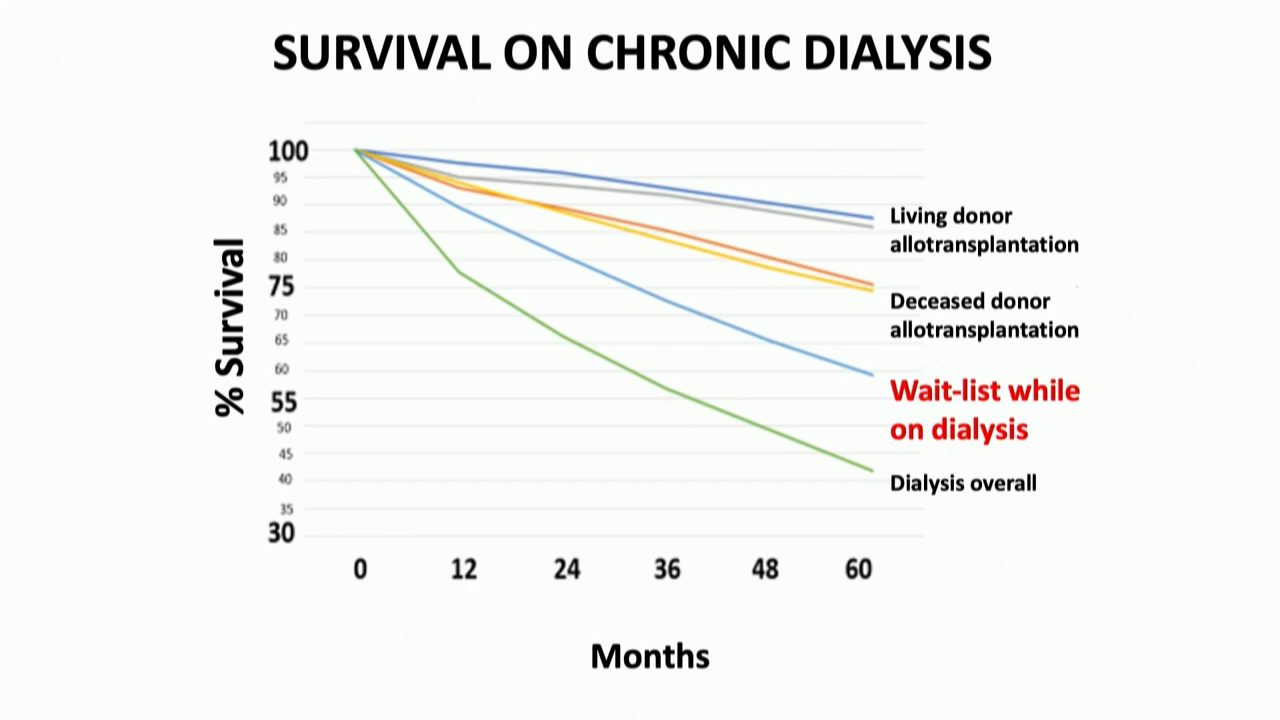 SURVIVAL ON CHRONIC DIALYSIS
% Survival
100
95
90
85
80
75
70
65
60
55
50
45
40
35
30
Living donor
allotransplantation
Deceased donor
allotransplantation
Wait-list while
on dialysis
Dialysis overall
0 12 24 36 48 60
Months